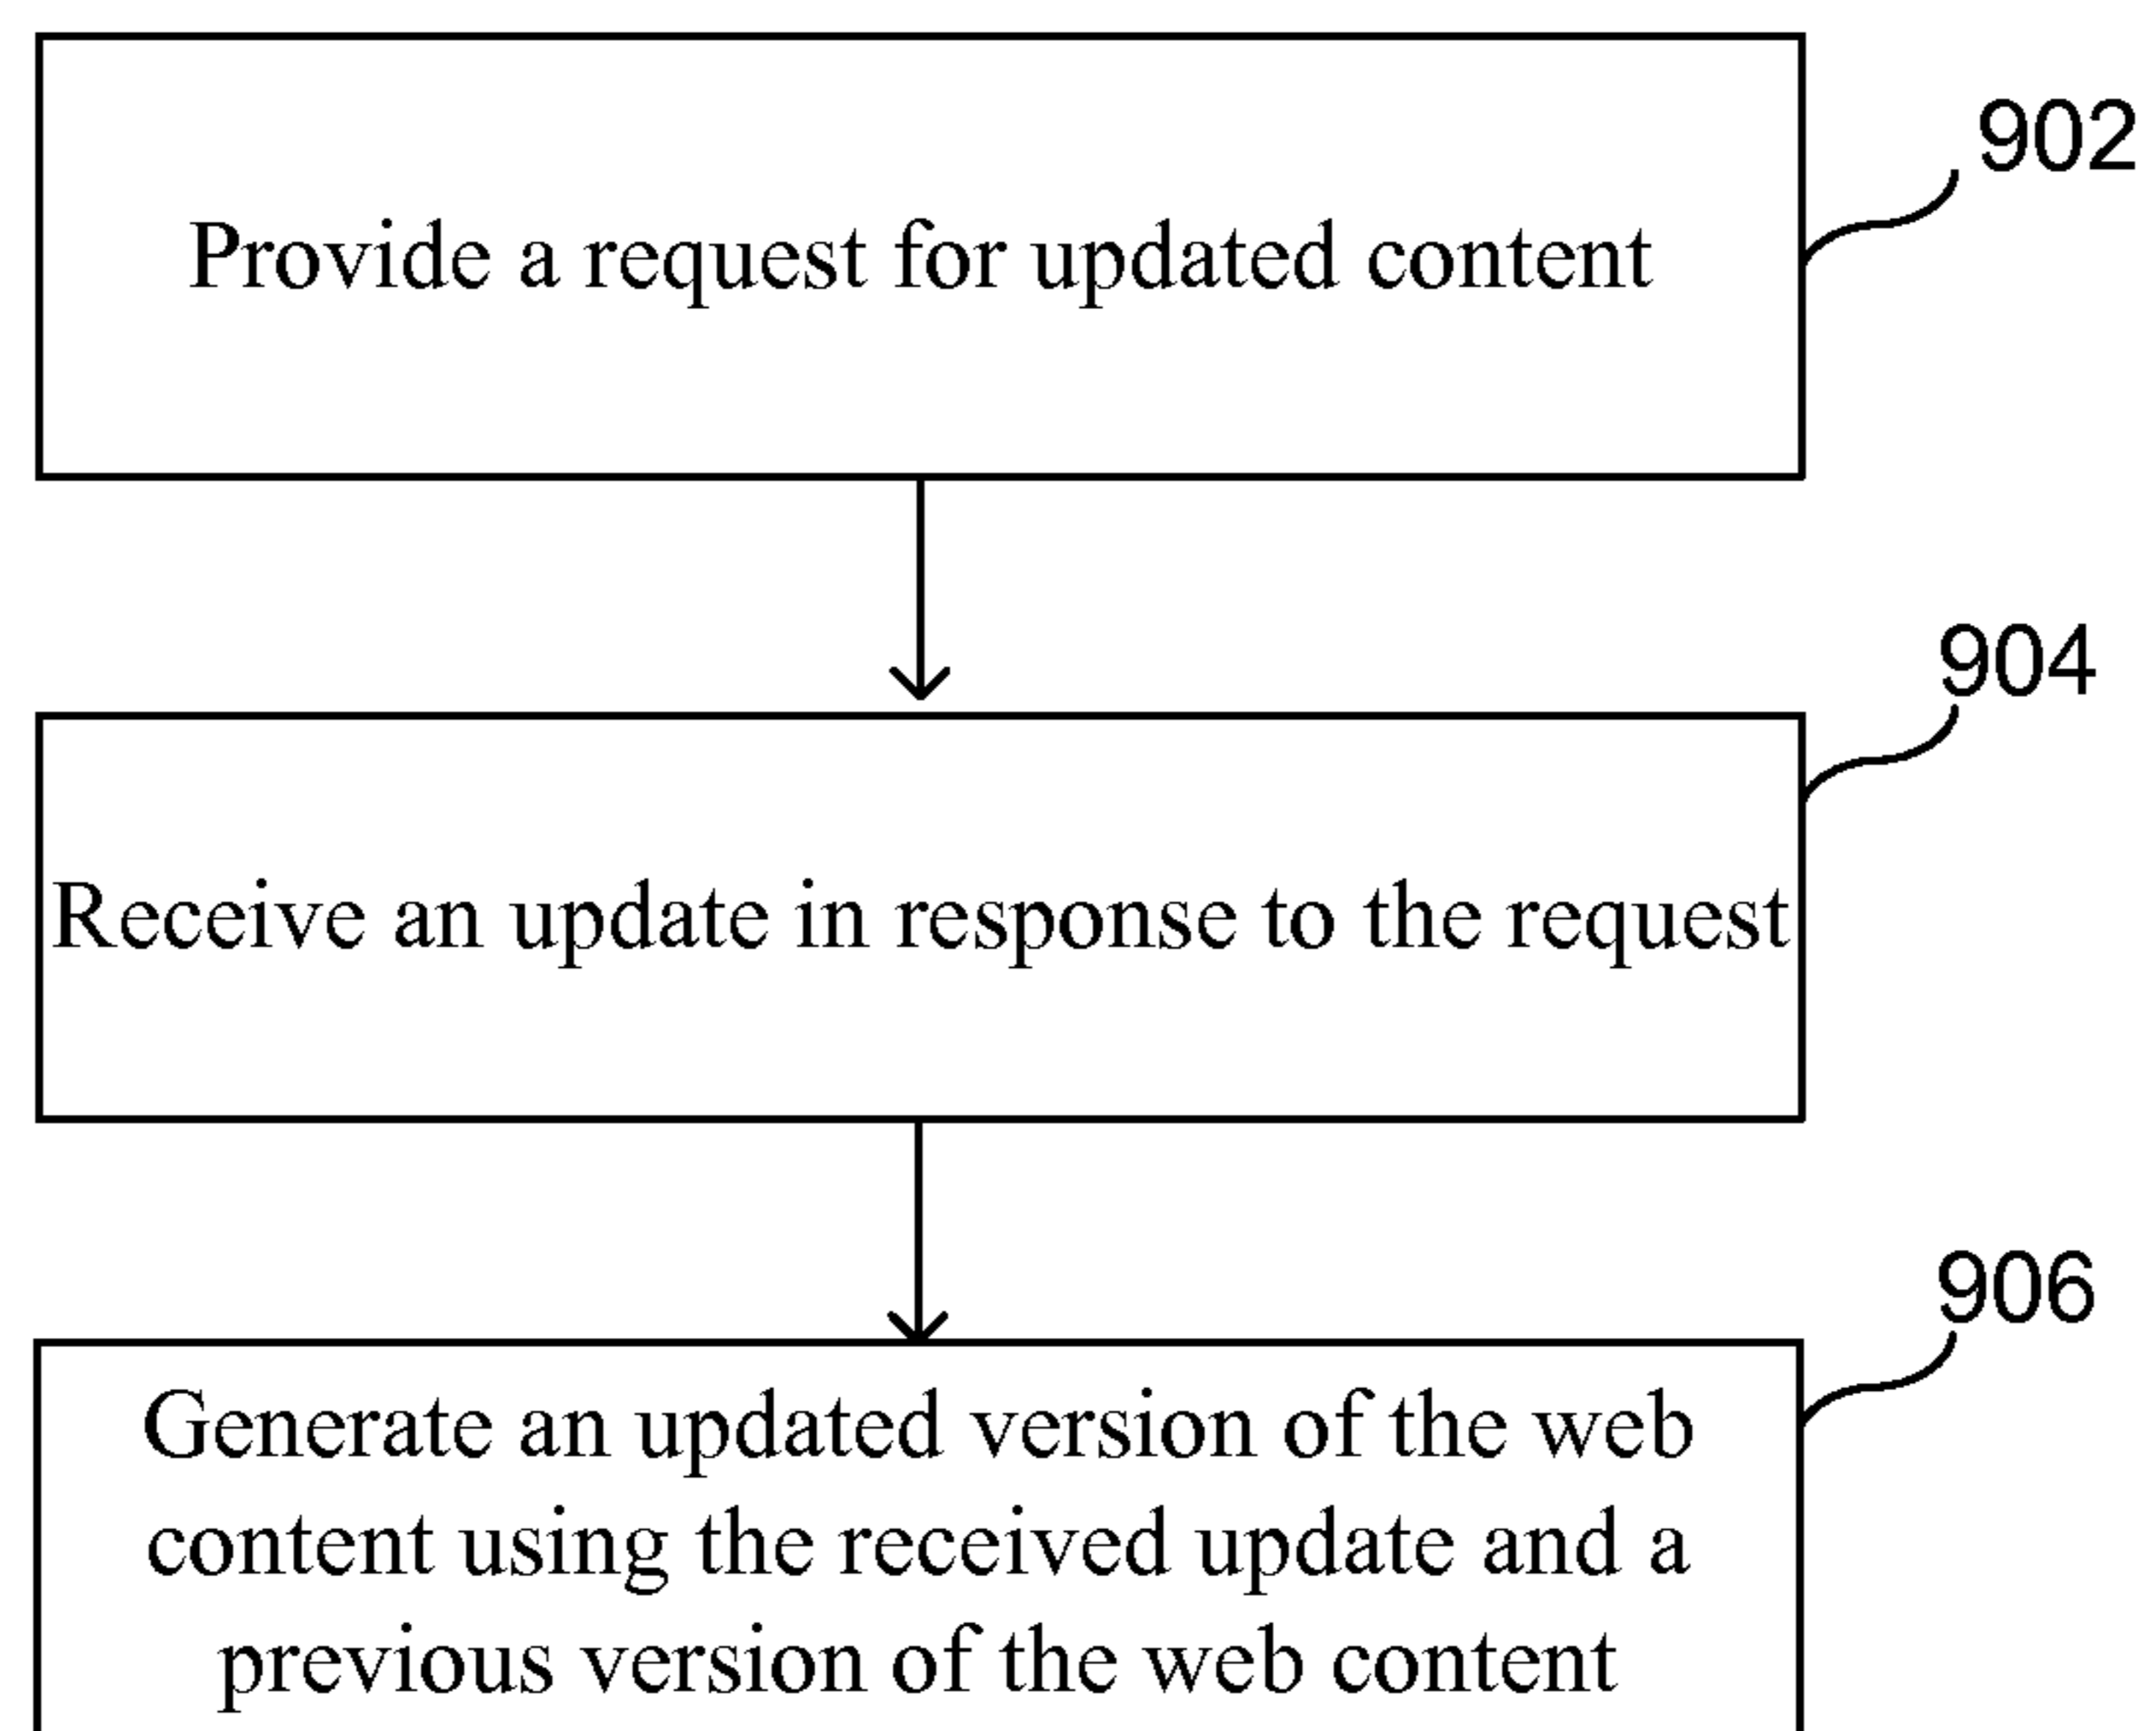 902
Provide a request for updated content
904
Receive an update in response to the request
906
Generate an updated version of the web
content using the received update and a
previous version of the web content